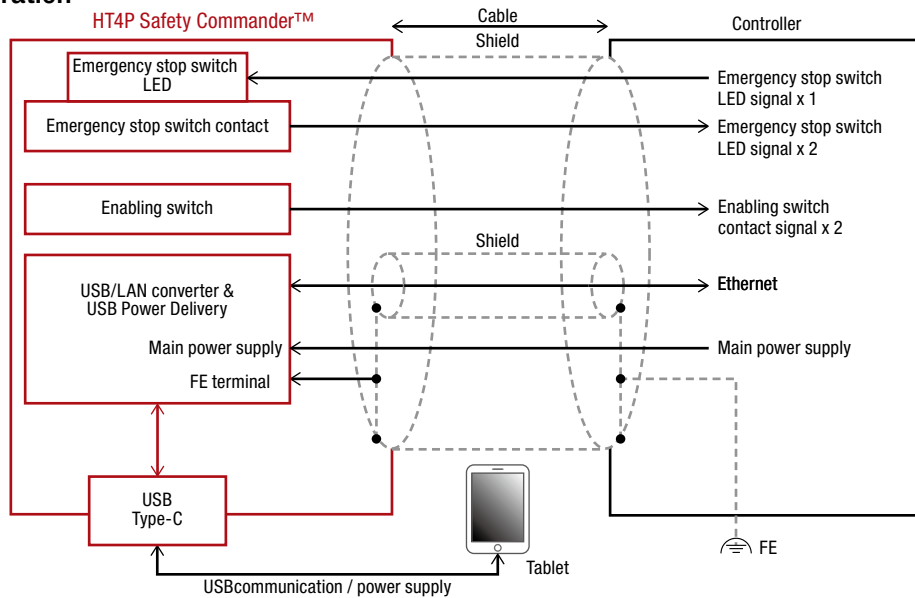 HT4P Safety Commander™
Cable
Controller
Shield
Emergency stop switch
LED
Emergency stop switch
LED signal x 1
Emergency stop switch contact
Emergency stop switch
LED signal x 2
Enabling switch
Enabling switch
contact signal x 2
Shield
USB/LAN converter &
USB Power Delivery
Ethernet
Main power supply
Main power supply
FE terminal
USB
Type-C
Tablet
FE
USBcommunication / power supply